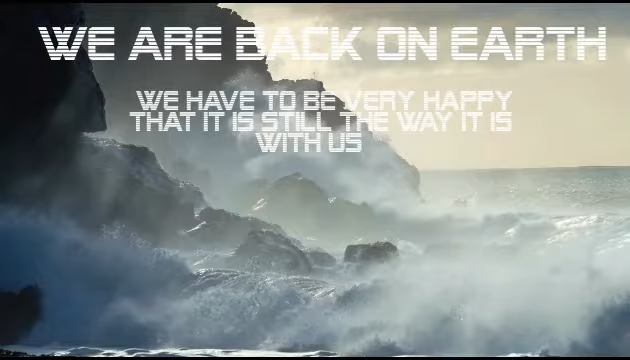 WE ARE BACK ON EARTH
WE HAVE TO BE VERY HAPPY
THAT IT IS STILL THE WAY IT IS
WITH US